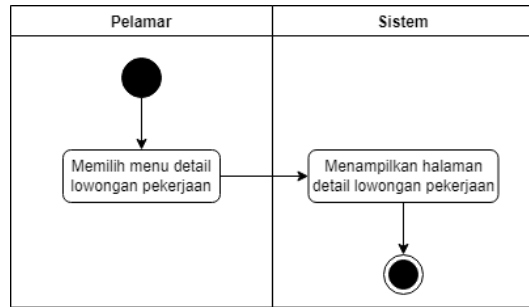 Pelamar
Sistem
Memilih menu detail
lowongan pekerjaan
Menampilkan halaman
detail lowongan pekerjaan